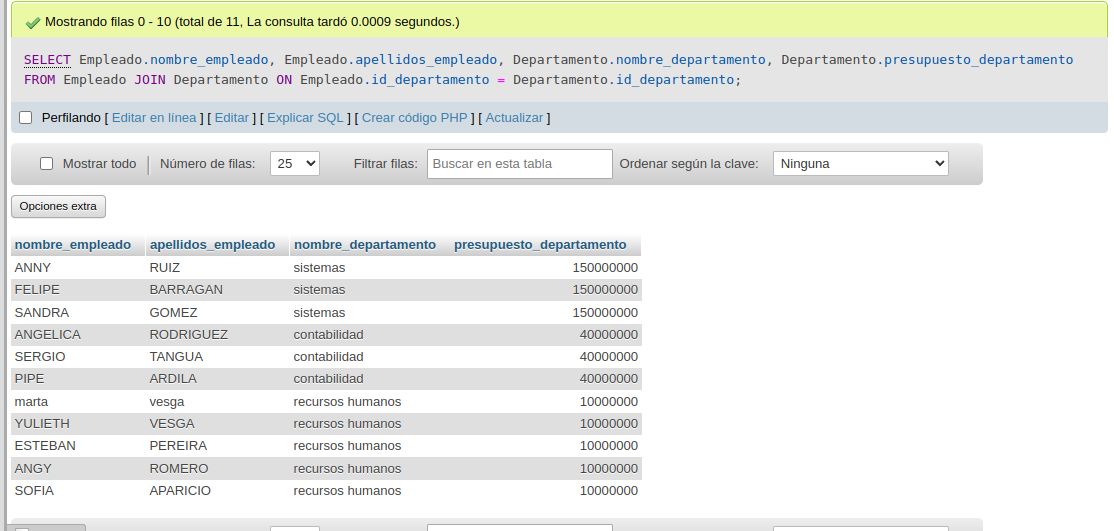 Mostrando filas 0 - 10 (total de 11, La consulta tardó 0.0009 segundos.)
SELECT Empleado.nombre_empleado, Empleado.apellidos_empleado, Departamento.nombre_departamento, Departamento.presupuesto_departamento
FROM Empleado JOIN Departamento ON Empleado.id_departamento = Departamento.id_departamento;
Perfilando [ Editar en línea ] [ Editar ] [ Explicar SQL ] [ Crear código PHP ] [ Actualizar ]
Mostrar todo Número de filas: 25 Filtrar filas: Buscar en esta tabla Ordenar según la clave: Ninguna
Opciones extra
nombre_empleado apellidos_empleado nombre_departamento presupuesto_departamento
ANNY RUIZ sistemas 150000000
FELIPE BARRAGAN sistemas 150000000
SANDRA GOMEZ sistemas 150000000
ANGELICA RODRIGUEZ contabilidad 40000000
SERGIO TANGUA contabilidad 40000000
PIPE ARDILA contabilidad 40000000
marta vesga recursos humanos 10000000
YULIETH VESGA recursos humanos 10000000
ESTEBAN PEREIRA recursos humanos 10000000
ANGY ROMERO recursos humanos 10000000
SOFIA APARICIO recursos humanos 10000000